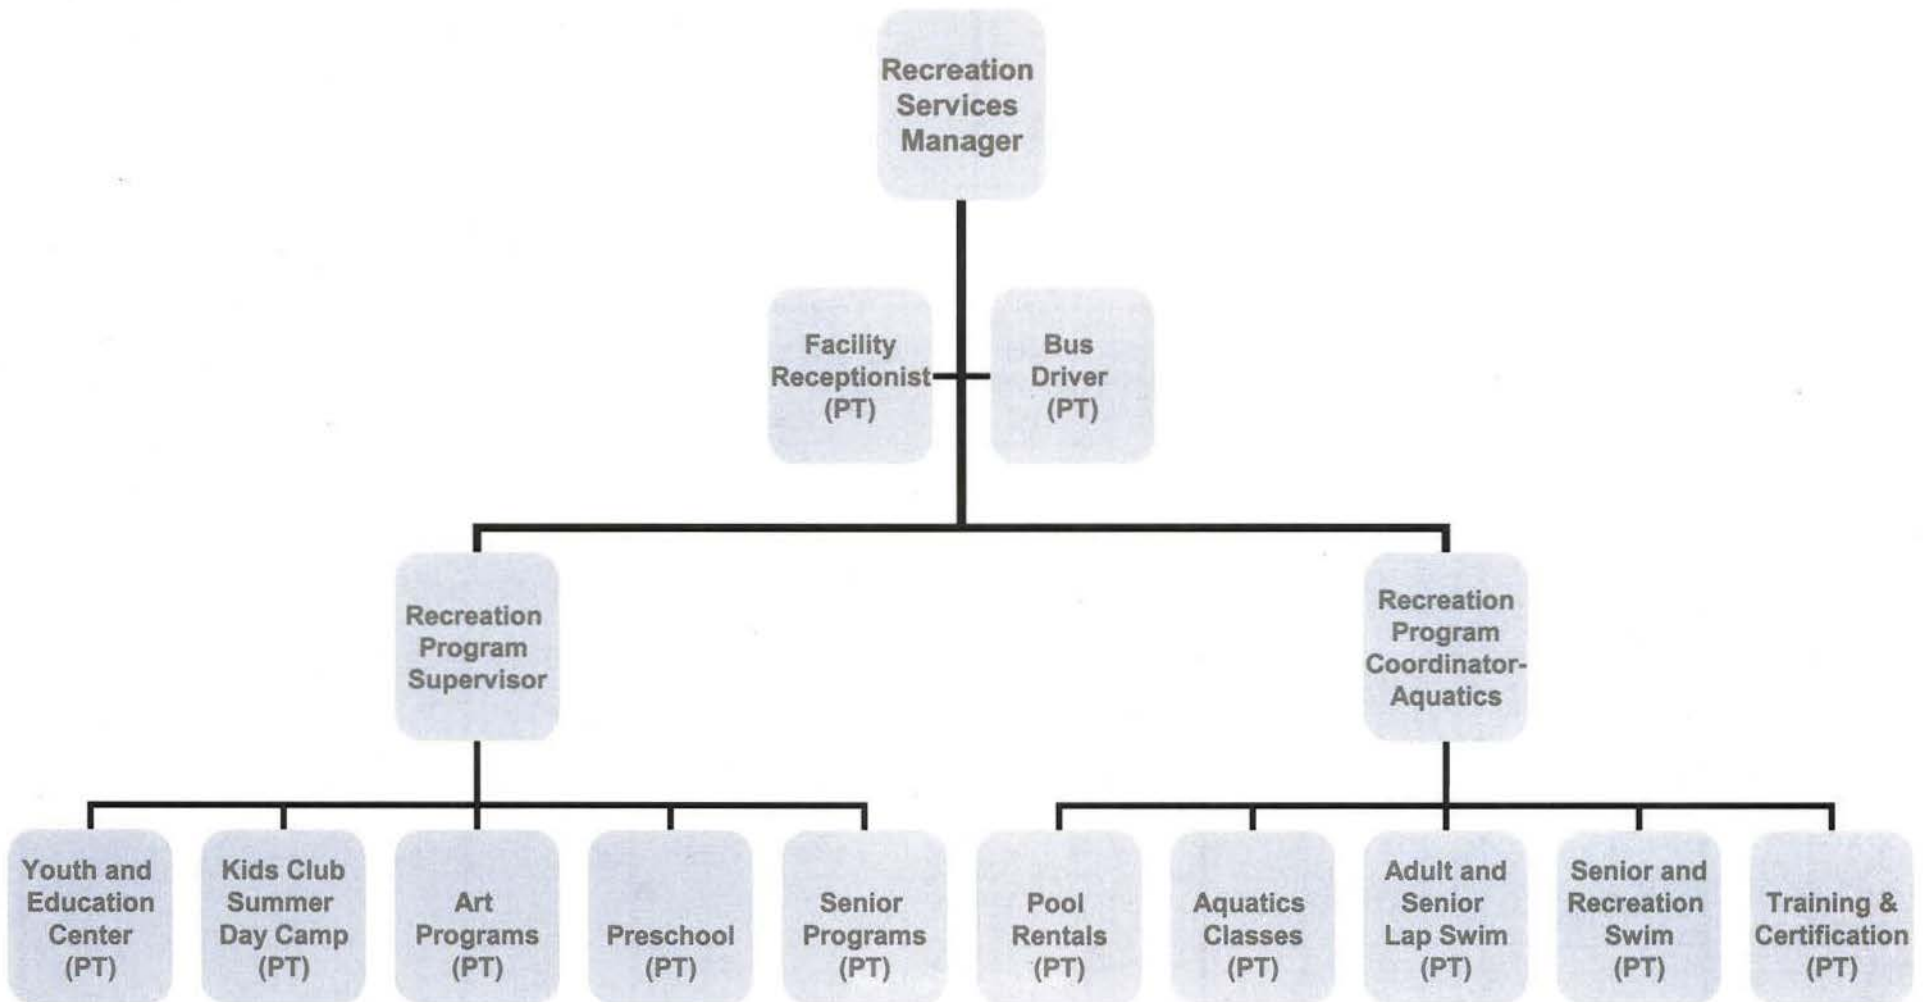 Recreation
Services
Manager
Facility
Receptionist
(PT)
Bus
Driver
(PT)
Recreation
Program
Supervisor
Recreation
Program
Coordinator-
Aquatics
Youth and
Education
Center
(PT)
Kids Club
Summer
Day Camp
(PT)
Art
Programs
(PT)
Preschool
(PT)
Senior
Programs
(PT)
Pool
Rentals
(PT)
Aquatics
Classes
(PT)
Adult and
Senior
Lap Swim
(PT)
Senior and
Recreation
Swim
(PT)
Training &
Certification
(PT)